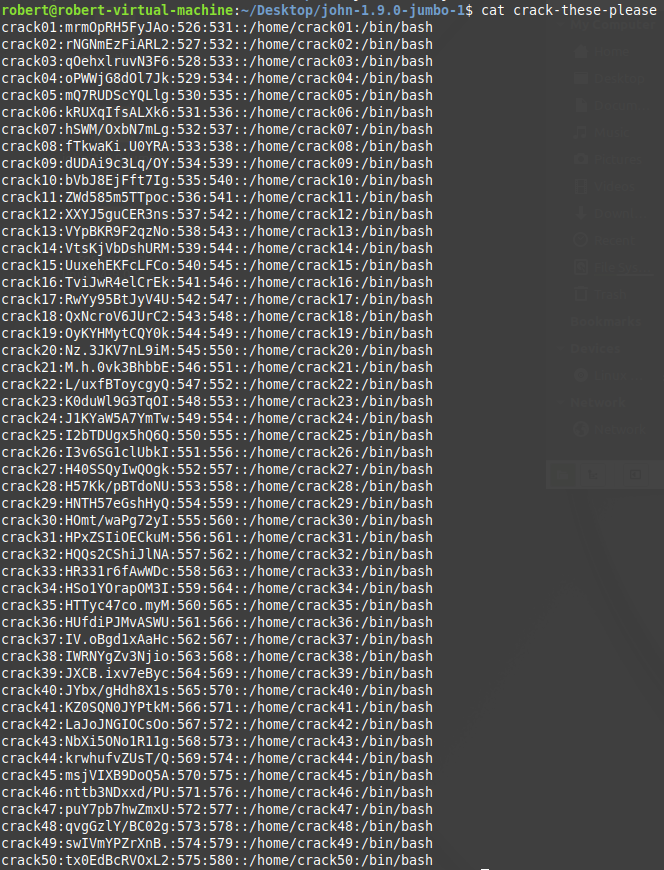 robert@robert-virtual-machine:~/Desktop/john-1.9.0-jumbo-1$ cat crack-these-please
crack01:mrmOpRH5FyJAo:526:531::/home/crack01:/bin/bash
crack02:rNGNmEzFiARL2:527:532::/home/crack02:/bin/bash
crack03:qOehxlruvN3F6:528:533::/home/crack03:/bin/bash
crack04:oPWWjG8dOl7Jk:529:534::/home/crack04:/bin/bash
crack05:mQ7RUDScYQLlg:530:535::/home/crack05:/bin/bash
crack06:kRUXqIfsALXk6:531:536::/home/crack06:/bin/bash
crack07:hSWM/OxbN7mLg:532:537::/home/crack07:/bin/bash
crack08:fTkwaKi.U0YRA:533:538::/home/crack08:/bin/bash
crack09:dUDAi9c3Lq/OY:534:539::/home/crack09:/bin/bash
crack10:bVbJ8EjFft7Ig:535:540::/home/crack10:/bin/bash
crack11:ZWd585m5TTpoc:536:541::/home/crack11:/bin/bash
crack12:XXYJ5guCER3ns:537:542::/home/crack12:/bin/bash
crack13:VYpBKR9F2qzNo:538:543::/home/crack13:/bin/bash
crack14:VtsKjVbDshURM:539:544::/home/crack14:/bin/bash
crack15:UuxehEKFcLFCo:540:545::/home/crack15:/bin/bash
crack16:TviJwR4elCrEk:541:546::/home/crack16:/bin/bash
crack17:RwYy95BtJyV4U:542:547::/home/crack17:/bin/bash
crack18:QxNcroV6JUrC2:543:548::/home/crack18:/bin/bash
crack19:OyKYHMytCQY0k:544:549::/home/crack19:/bin/bash
crack20:Nz.3JKV7nL9iM:545:550::/home/crack20:/bin/bash
crack21:M.h.0vk3BhbbE:546:551::/home/crack21:/bin/bash
crack22:L/uxfBToycgyQ:547:552::/home/crack22:/bin/bash
crack23:K0duWl9G3TqOI:548:553::/home/crack23:/bin/bash
crack24:J1KYaW5A7YmTw:549:554::/home/crack24:/bin/bash
crack25:I2bTDUgx5hQ6Q:550:555::/home/crack25:/bin/bash
crack26:I3v6SG1clUbkI:551:556::/home/crack26:/bin/bash
crack27:H40SSQyIwQOgk:552:557::/home/crack27:/bin/bash
crack28:H57Kk/pBTdoNU:553:558::/home/crack28:/bin/bash
crack29:HNTH57eGshHyQ:554:559::/home/crack29:/bin/bash
crack30:HOmt/waPg72yI:555:560::/home/crack30:/bin/bash
crack31:HPxZSIiOECkuM:556:561::/home/crack31:/bin/bash
crack32:HQQs2CShiJlNA:557:562::/home/crack32:/bin/bash
crack33:HR331r6fAwWDc:558:563::/home/crack33:/bin/bash
crack34:HSo1YOrapOM3I:559:564::/home/crack34:/bin/bash
crack35:HTTyc47co.myM:560:565::/home/crack35:/bin/bash
crack36:HUfdiPJMvASWU:561:566::/home/crack36:/bin/bash
crack37:IV.oBgd1xAaHc:562:567::/home/crack37:/bin/bash
crack38:IWRNYgZv3Njio:563:568::/home/crack38:/bin/bash
crack39:JXCB.ixv7eByc:564:569::/home/crack39:/bin/bash
crack40:JYbx/gHdh8X1s:565:570::/home/crack40:/bin/bash
crack41:KZ0SQN0JYPtkM:566:571::/home/crack41:/bin/bash
crack42:LaJoJNGIOCsOo:567:572::/home/crack42:/bin/bash
crack43:NbXi5ONo1R11g:568:573::/home/crack43:/bin/bash
crack44:krwhufvZUsT/Q:569:574::/home/crack44:/bin/bash
crack45:msjVIXB9DoQ5A:570:575::/home/crack45:/bin/bash
crack46:nttb3NDxxd/PU:571:576::/home/crack46:/bin/bash
crack47:puY7pb7hwZmxU:572:577::/home/crack47:/bin/bash
crack48:qvgGzlY/BC02g:573:578::/home/crack48:/bin/bash
crack49:swIVmYPZrXnB.:574:579::/home/crack49:/bin/bash
crack50:tx0EdBcRVOxL2:575:580::/home/crack50:/bin/bash
Bookmarks
Devices
Network